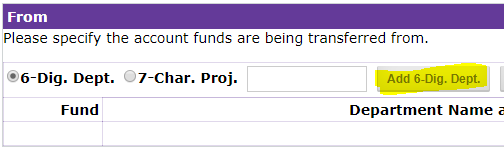 From
Please specify the account funds are being transferred from.
6-Dig. Dept. 7-Char. Proj. Add 6-Dig. Dept.
Fund Department Name a